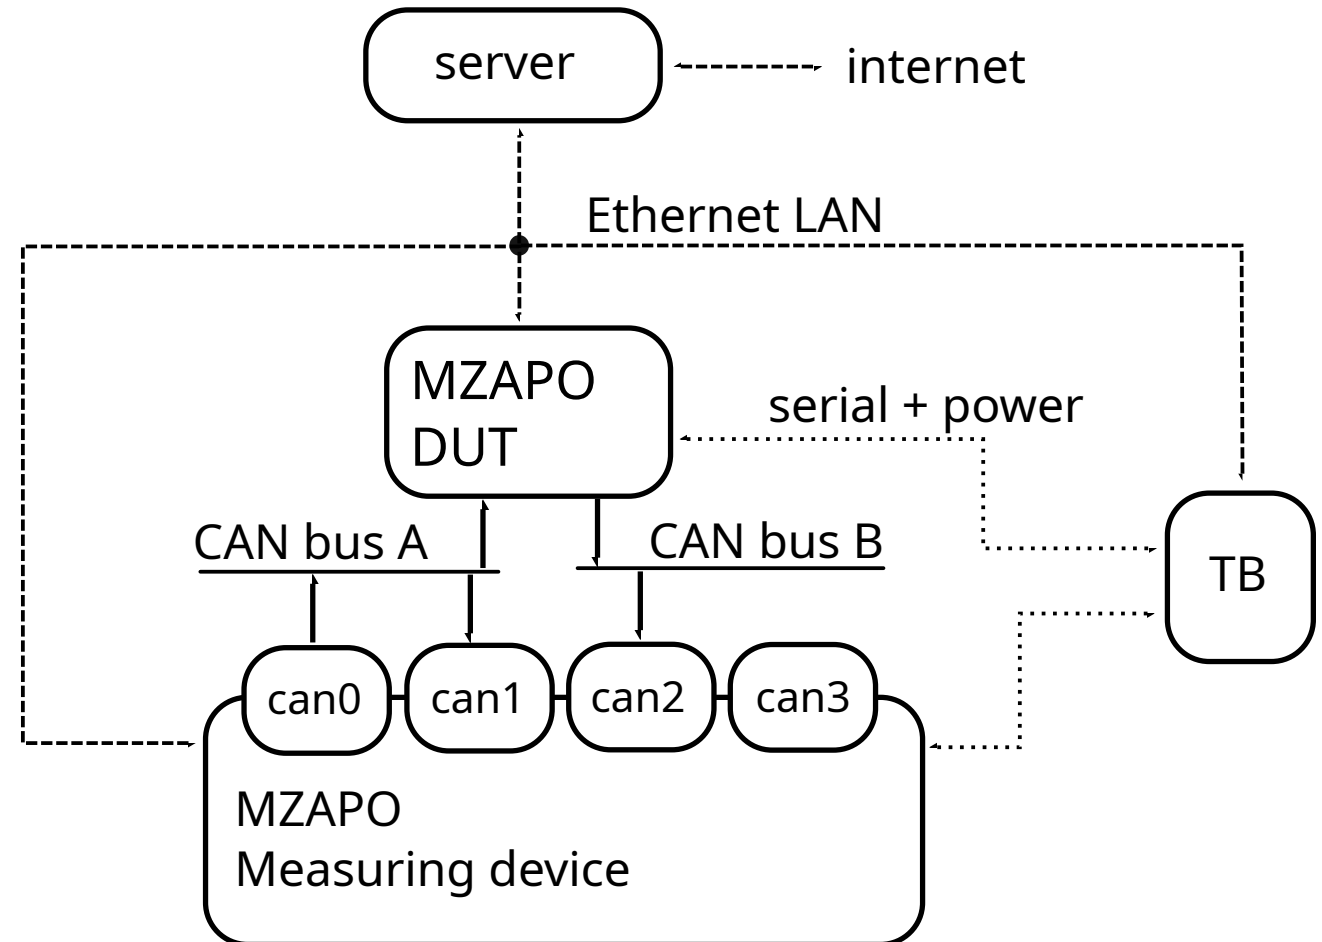 server
internet
Ethernet LAN
MZAPO
DUT
serial + power
CAN bus A
CAN bus B
TB
can0
can1
can2
can3
MZAPO
Measuring device